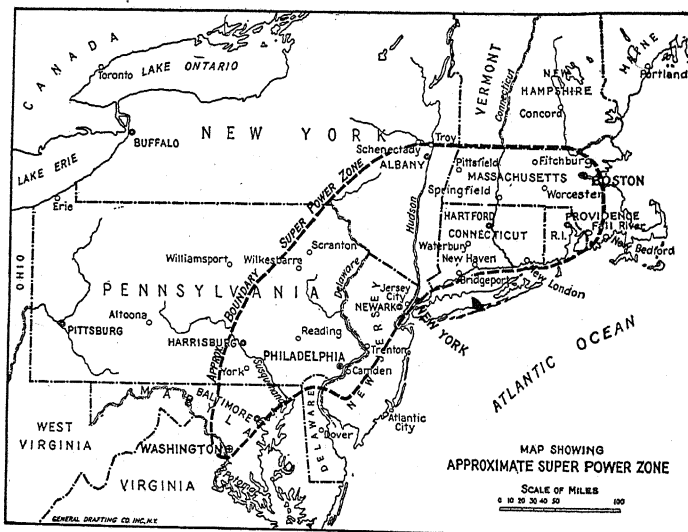 CANADA
Toronto
LAKE ONTARIO
LAKE ERIE
BUFFALO
NEW YORK
VERMONT
Connecticut
NEW
HAMPSHIRE
Concord
MAINE
Portland
Schenectady
Troy
ALBANY
Pittsfield
Fitchburg
MASSACHUSETTS
BOSTON
Springfield
Worcester
Hudson
HARTFORD
CONNECTICUT
PROVIDENCE
R.I.
Fall River
New Bedford
Waterbury
New Haven
Bridgeport
New London
Erie
OHIO
APPROX. BOUNDARY SUPER POWER ZONE
Scranton
Williamsport
Wilkesbarre
Delaware
PENNSYLVANIA
Jersey
City
NEWARK
NEW YORK
NEW JERSEY
Altoona
PITTSBURG
Reading
HARRISBURG
PHILADELPHIA
Trenton
Camden
York
Susquehanna
BALTIMORE
DELAWARE
Dover
Atlantic
City
WEST
VIRGINIA
WASHINGTON
VIRGINIA
Potomac
ATLANTIC OCEAN
MAP SHOWING
APPROXIMATE SUPER POWER ZONE
SCALE OF MILES
0 10 20 30 40 50 100
GENERAL DRAFTING CO. INC. N.Y.